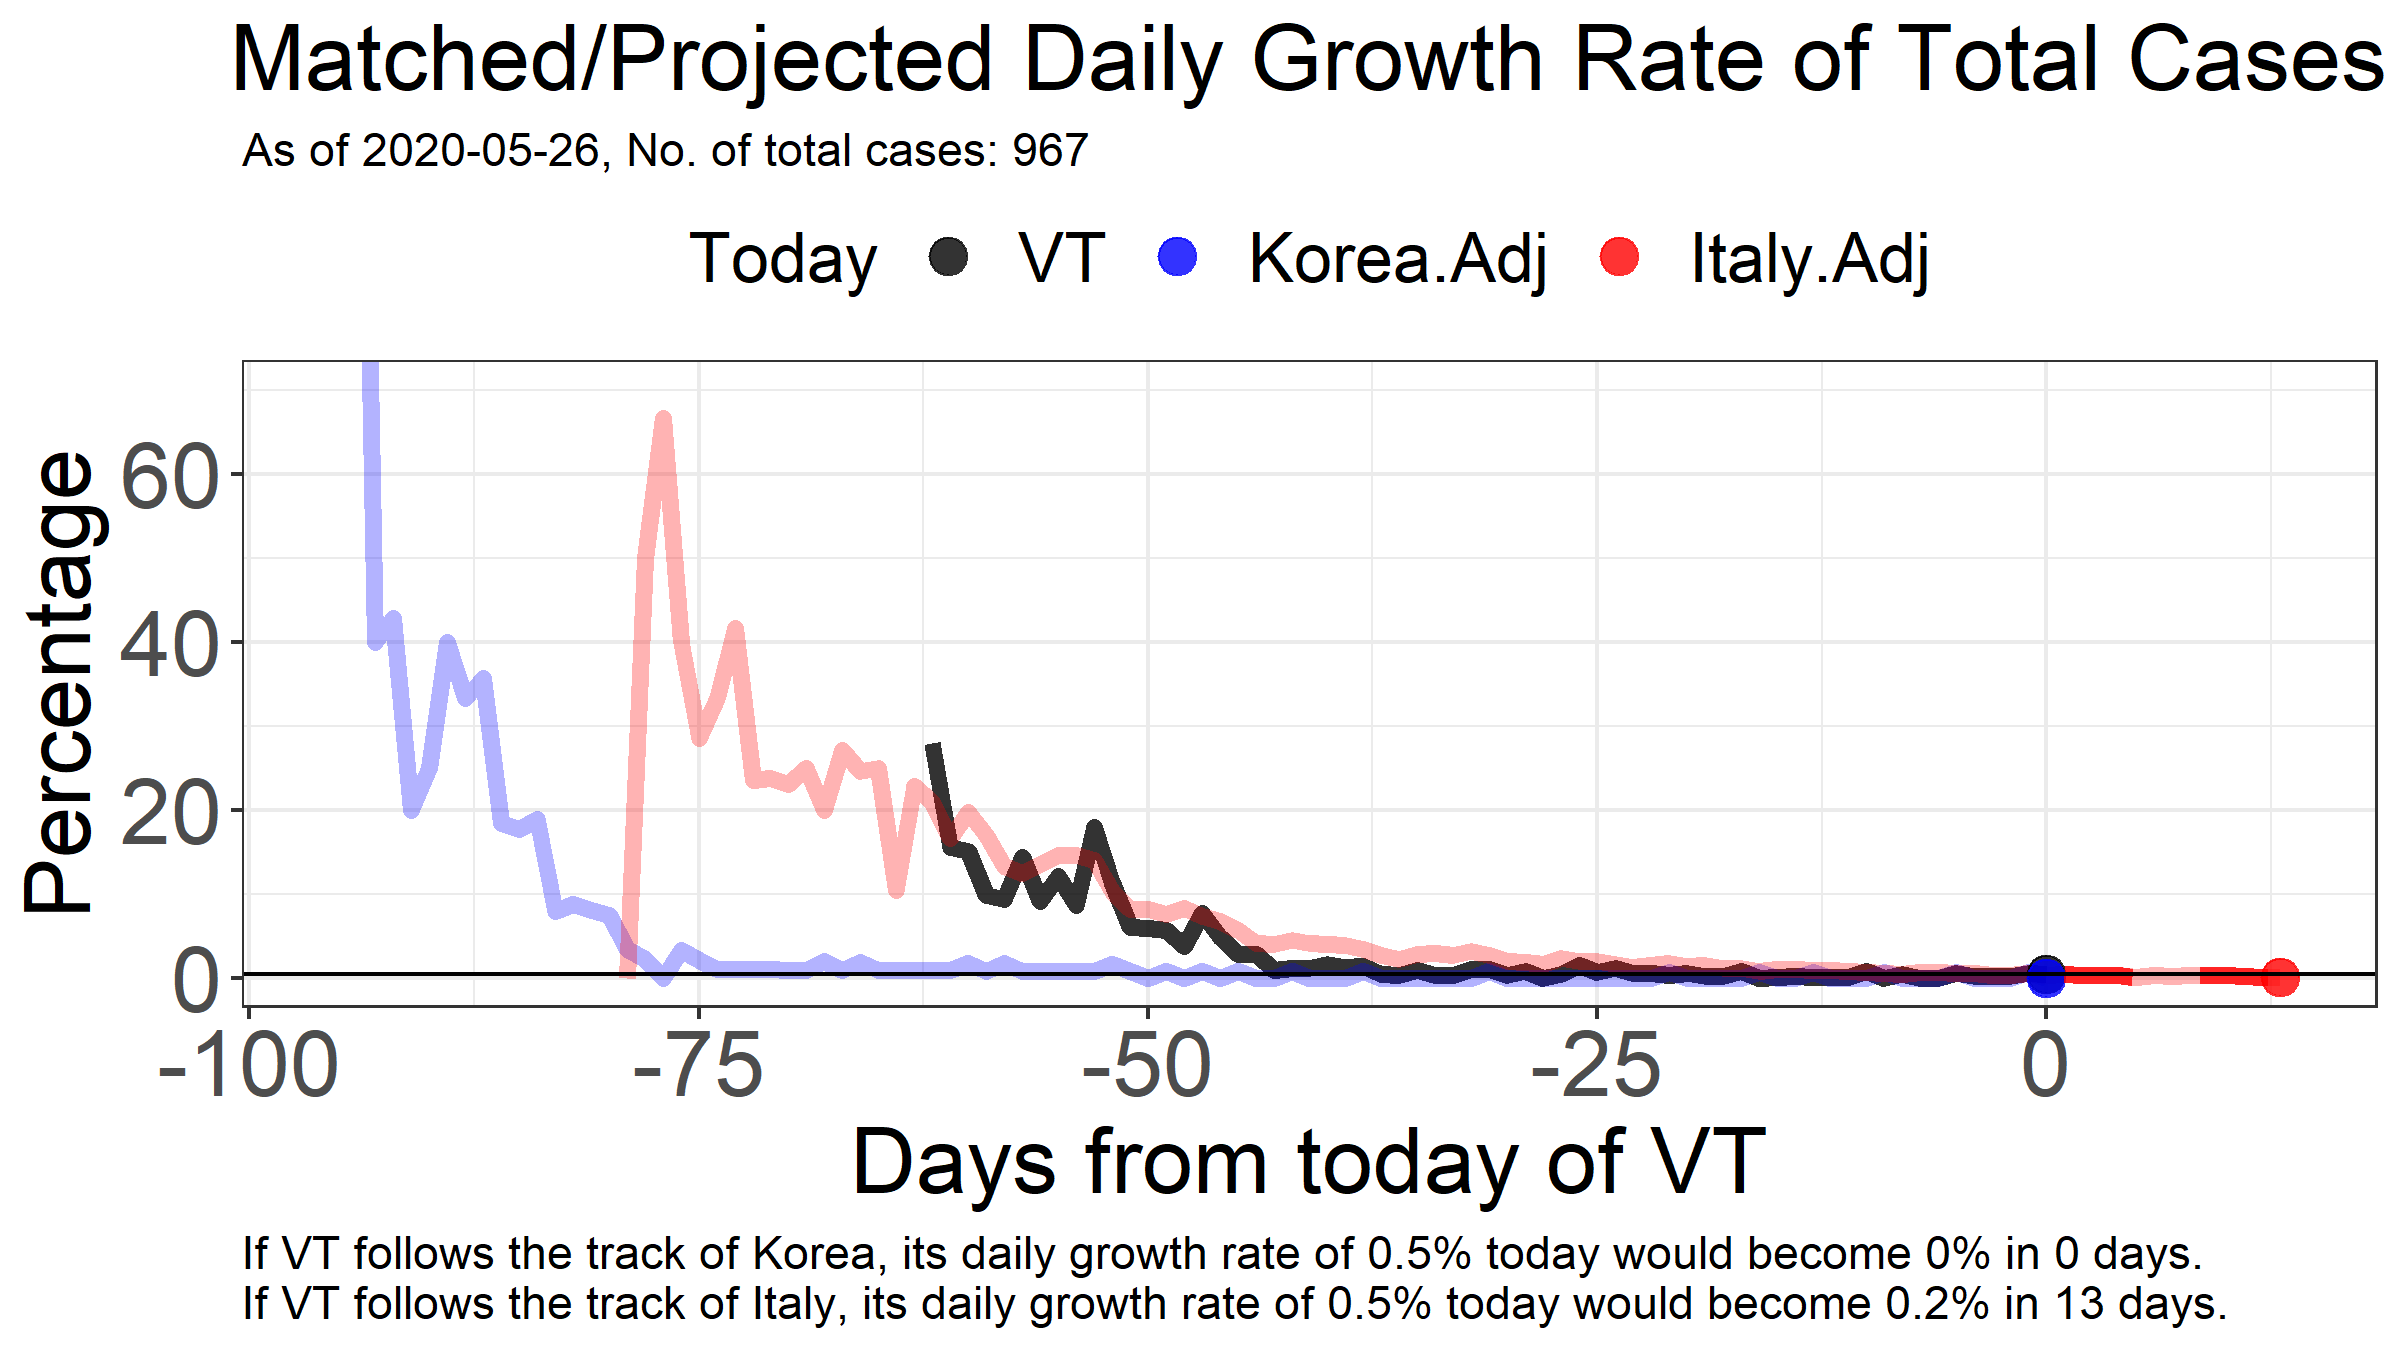 Matched/Projected Daily Growth Rate of Total Cases
As of 2020-05-26, No. of total cases: 967
Today VT Korea.Adj Italy.Adj
Percentage
60
40
20
0
-100 -75 -50 -25 0
Days from today of VT
If VT follows the track of Korea, its daily growth rate of 0.5% today would become 0% in 0 days.
If VT follows the track of Italy, its daily growth rate of 0.5% today would become 0.2% in 13 days.